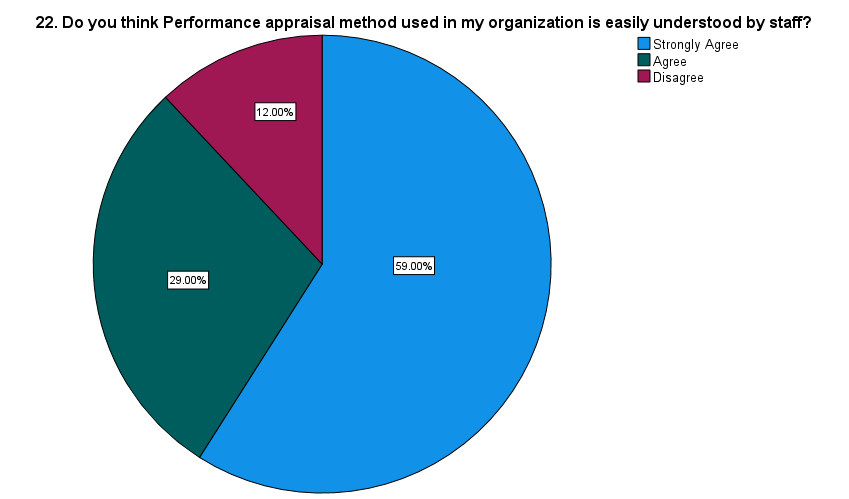 22. Do you think Performance appraisal method used in my organization is easily understood by staff?
Strongly Agree
Agree
Disagree
12.00%
59.00%
29.00%